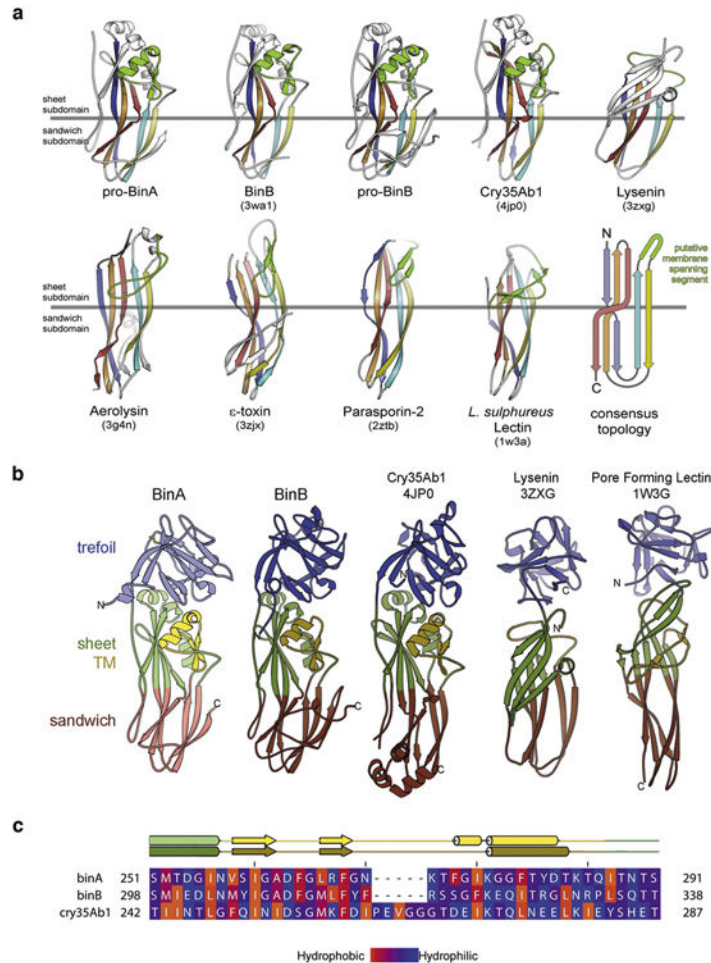 a
sheet
subdomain
sandwich
subdomain
pro-BinA
BinB
(3wa1)
pro-BinB
Cry35Ab1
(4jp0)
Lysenin
(3zxg)
sheet
subdomain
sandwich
subdomain
N
putative
membrane
spanning
segment
C
Aerolysin
(3g4n)
ε-toxin
(3zjx)
Parasporin-2
(2ztb)
L. sulphureus
Lectin
(1w3a)
consensus
topology
b
BinA
BinB
Cry35Ab1
4JP0
Lysenin
3ZXG
Pore Forming Lectin
1W3G
trefoil
N
N
C
N
N
sheet
TM
sandwich
C
C
C
C
c
binA 251 SMTDGINVSIGADFGLRFGN-----KTFGIKGGFTYDTKTQITNTS 291
binB 298 SMIEDLNMYIGADFGMLFYF-----RSSGFKEQITRGLNRPLSQTT 338
cry35Ab1 242 TIINTLGFQINIDSGMKFDIPEVGGGTDEIKTQLNEELKIEYSHET 287
Hydrophobic Hydrophilic